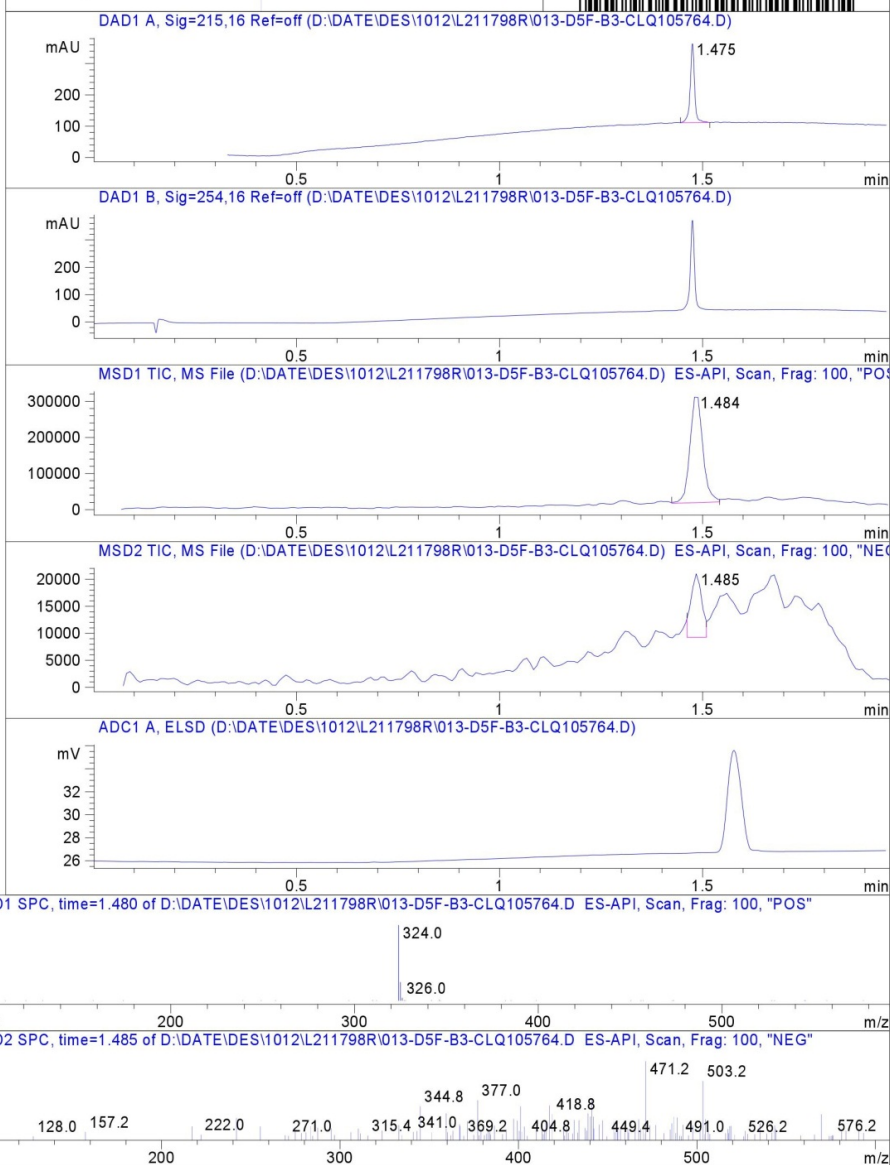 DAD1 A, Sig=215,16 Ref=off (D:\DATE\DES\1012\L211798R\013-D5F-B3-CLQ105764.D)
mAU
1.475
200
100
0
0.5 1 1.5 min
DAD1 B, Sig=254,16 Ref=off (D:\DATE\DES\1012\L211798R\013-D5F-B3-CLQ105764.D)
mAU
200
100
0
0.5 1 1.5 min
MSD1 TIC, MS File (D:\DATE\DES\1012\L211798R\013-D5F-B3-CLQ105764.D) ES-API, Scan, Frag: 100, "POS
300000
1.484
200000
100000
0
0.5 1 1.5 min
MSD2 TIC, MS File (D:\DATE\DES\1012\L211798R\013-D5F-B3-CLQ105764.D) ES-API, Scan, Frag: 100, "NEG
20000
1.485
15000
10000
5000
0
0.5 1 1.5 min
ADC1 A, ELSD (D:\DATE\DES\1012\L211798R\013-D5F-B3-CLQ105764.D)
mV
32
30
28
26
0.5 1 1.5 min
D1 SPC, time=1.480 of D:\DATE\DES\1012\L211798R\013-D5F-B3-CLQ105764.D ES-API, Scan, Frag: 100, "POS"
324.0
326.0
200 300 400 500 m/z
D2 SPC, time=1.485 of D:\DATE\DES\1012\L211798R\013-D5F-B3-CLQ105764.D ES-API, Scan, Frag: 100, "NEG"
471.2 503.2
344.8 377.0 418.8
128.0 157.2 222.0 271.0 315.4 341.0 369.2 404.8 449.4 491.0 526.2 576.2
200 300 400 500 m/z